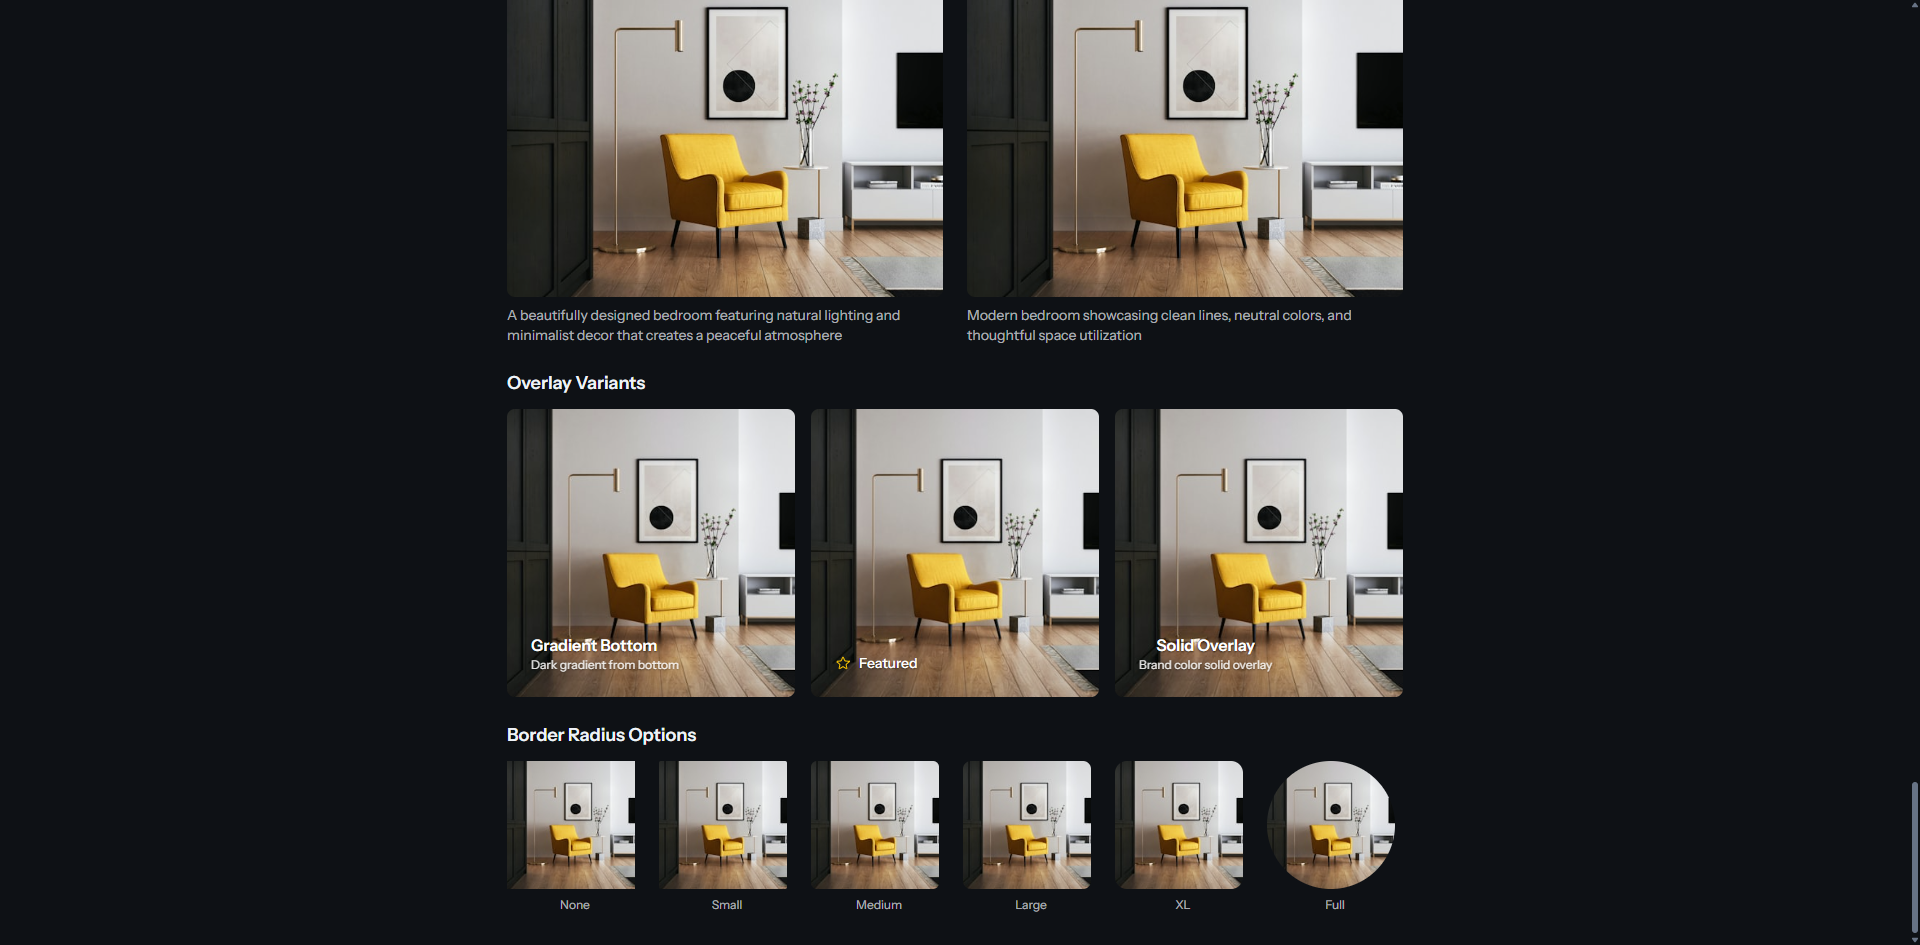 A beautifully designed bedroom featuring natural lighting and
minimalist decor that creates a peaceful atmosphere
Modern bedroom showcasing clean lines, neutral colors, and
thoughtful space utilization
Overlay Variants
Gradient Bottom
Dark gradient from bottom
Featured
Solid Overlay
Brand color solid overlay
Border Radius Options
None
Small
Medium
Large
XL
Full